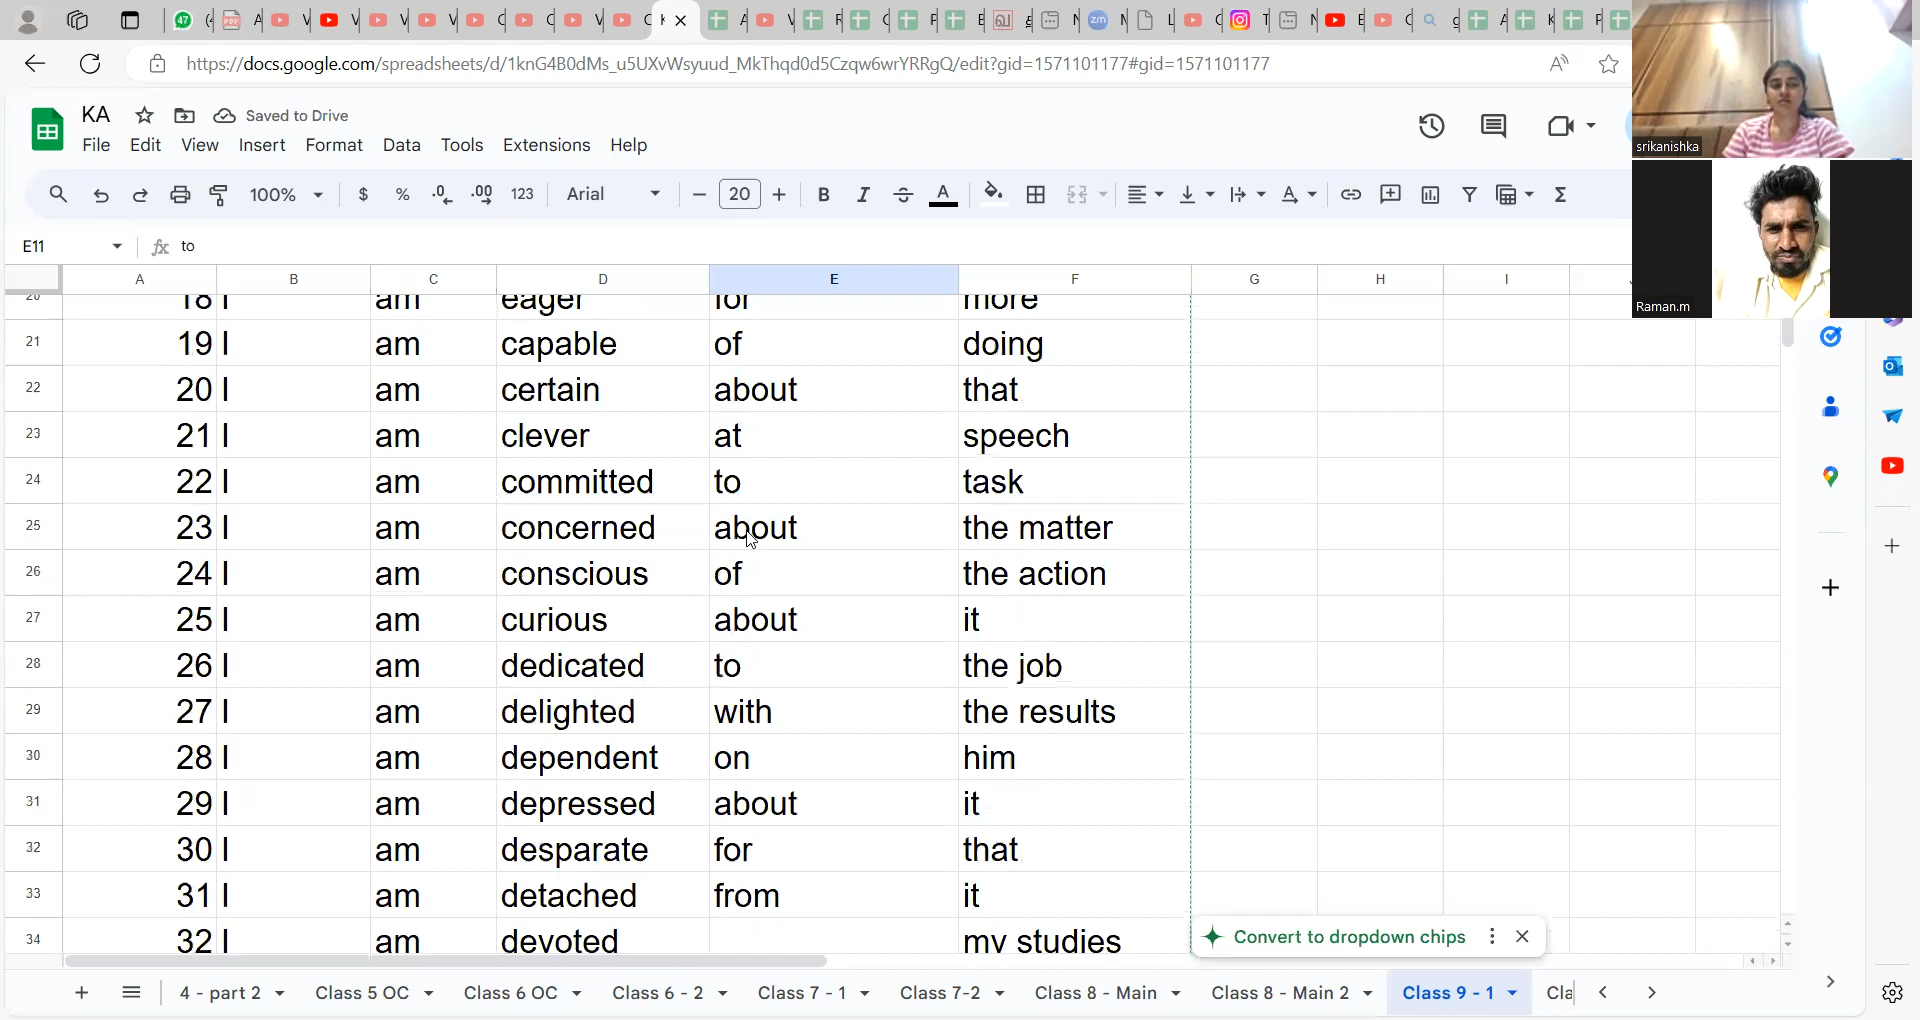 https://docs.google.com/spreadsheets/d/1knG4B0dMs_u5UXvWsyuud_MkThqd0d5Czqw6wrYRRgQ/edit?gid=1571101177#gid=1571101177
KA Saved to Drive
File Edit View Insert Format Data Tools Extensions Help
100% $ % .0 .00 123 Arial 20 B I A
E11 fx to
A B C D E F G H I
20 18 I am eager for more
21 19 I am capable of doing
22 20 I am certain about that
23 21 I am clever at speech
24 22 I am committed to task
25 23 I am concerned about the matter
26 24 I am conscious of the action
27 25 I am curious about it
28 26 I am dedicated to the job
29 27 I am delighted with the results
30 28 I am dependent on him
31 29 I am depressed about it
32 30 I am desparate for that
33 31 I am detached from it
34 32 I am devoted my studies
Convert to dropdown chips
4 - part 2 Class 5 OC Class 6 OC Class 6 - 2 Class 7 - 1 Class 7-2 Class 8 - Main Class 8 - Main 2 Class 9 - 1 Cla
srikanishka
Raman.m